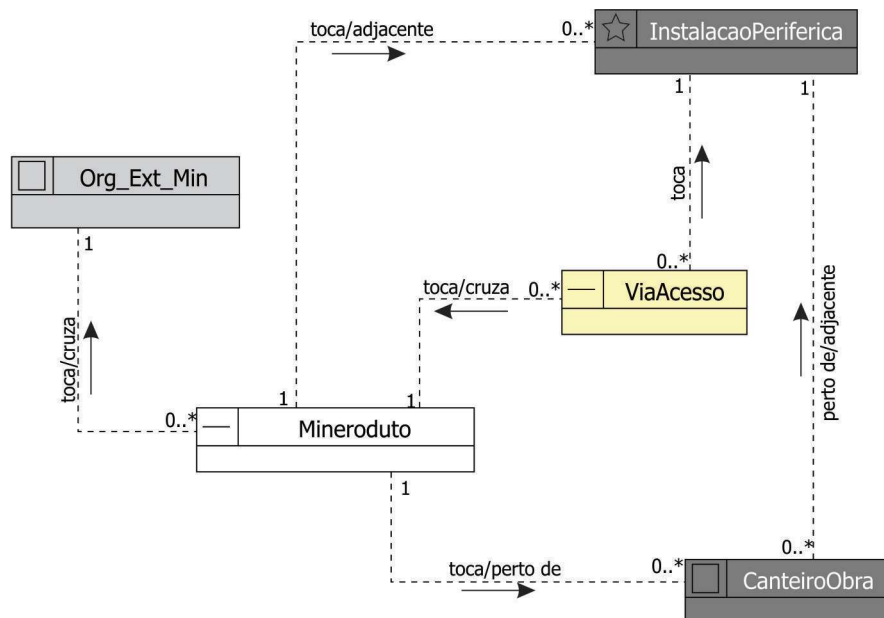 toca/adjacente
0..*
InstalacaoPeriferica
1
1
Org_Ext_Min
1
toca
0..*
toca/cruza
0..*
ViaAcesso
toca/cruza
perto de/adjacente
1
1
0..*
Mineroduto
1
toca/perto de
0..*
0..*
CanteiroObra